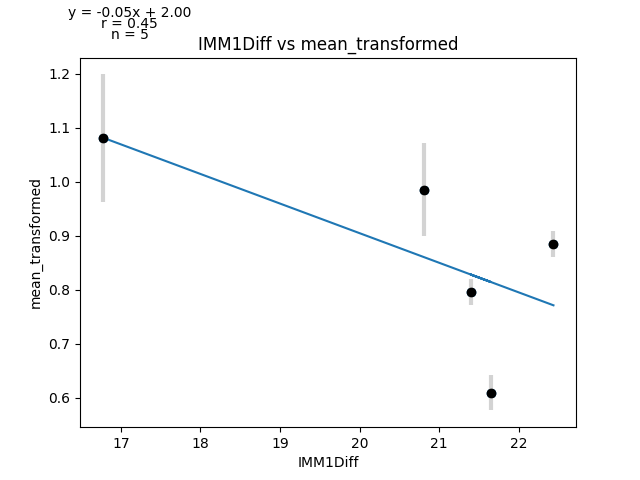 y = -0.05x + 2.00
r = 0.45
n = 5
IMM1Diff vs mean_transformed
1.2
1.1
1.0
0.9
0.8
0.7
0.6
mean_transformed
17 18 19 20 21 22
IMM1Diff